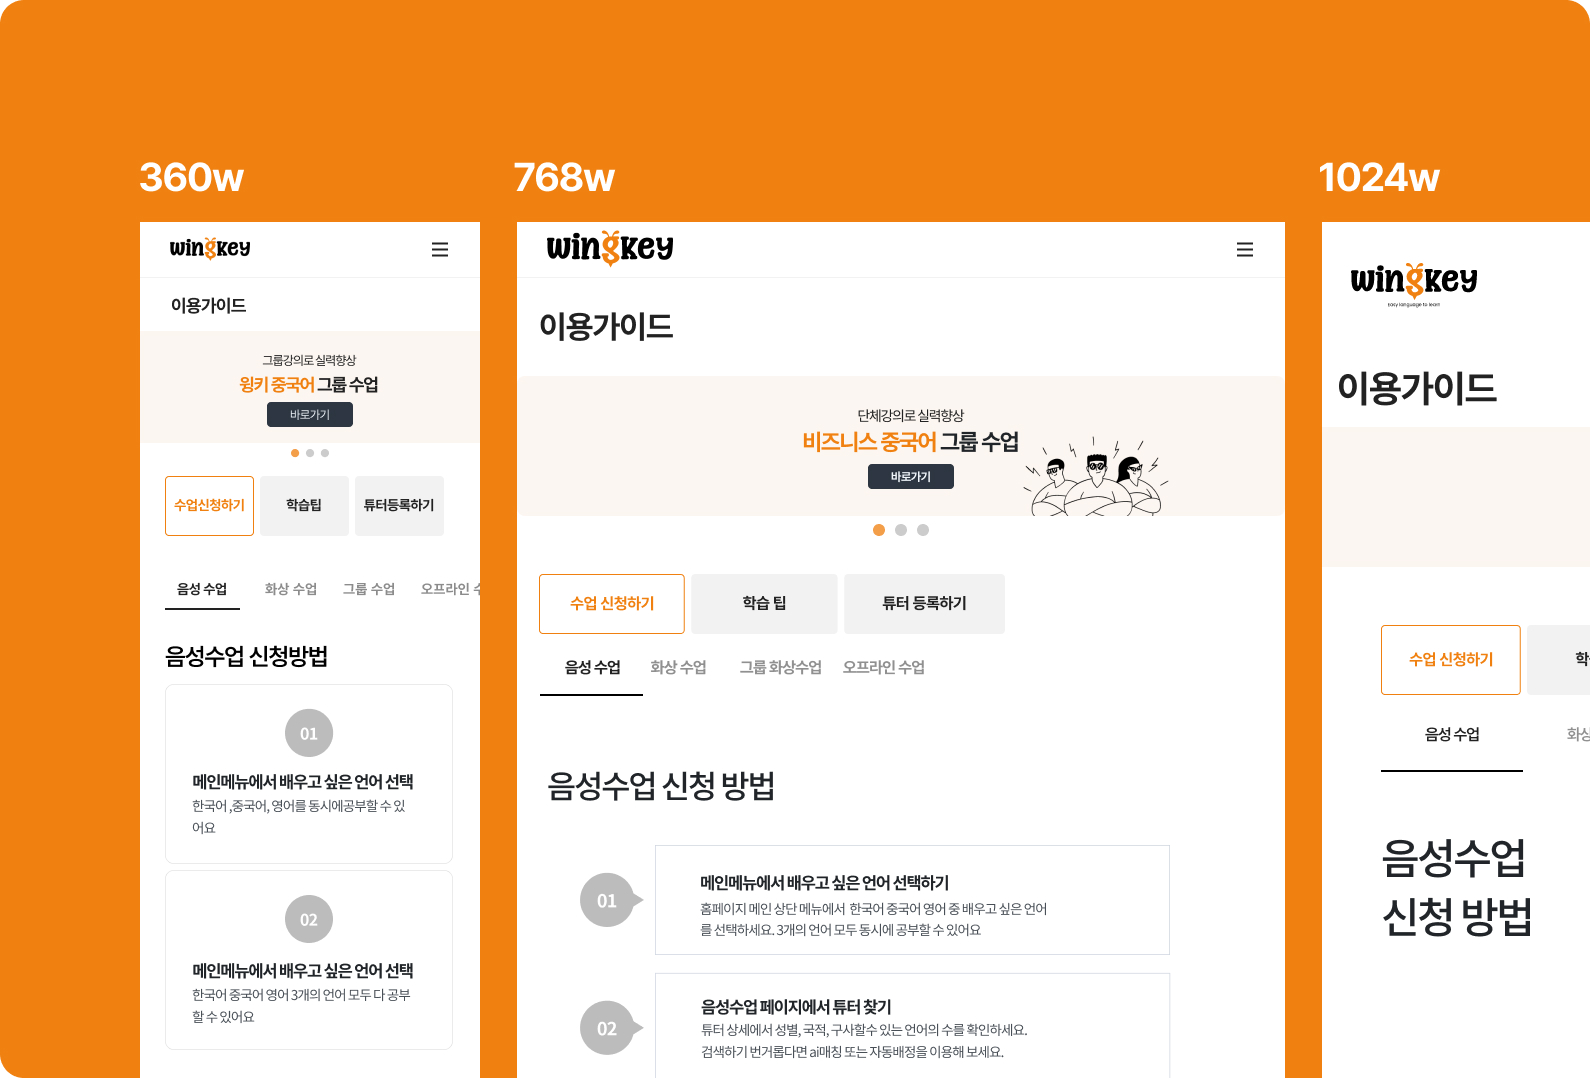 360w
wingkey
이용가이드
그룹강의로 실력향상
윙키 중국어 그룹 수업
바로가기
수업신청하기
학습팁
튜터등록하기
음성 수업
화상 수업
그룹 수업
오프라인
음성수업 신청방법
01
메인메뉴에서 배우고 싶은 언어 선택
한국어 ,중국어, 영어를 동시에공부할 수 있
어요
02
메인메뉴에서 배우고 싶은 언어 선택
한국어 중국어 영어 3개의 언어 모두 다 공부
할 수 있어요
768w
wingkey
이용가이드
단체강의로 실력향상
비즈니스 중국어 그룹 수업
바로가기
수업 신청하기
학습 팁
튜터 등록하기
음성 수업
화상 수업
그룹 화상수업
오프라인 수업
음성수업 신청 방법
01
메인메뉴에서 배우고 싶은 언어 선택하기
홈페이지 메인 상단 메뉴에서 한국어 중국어 영어 중 배우고 싶은 언어
를 선택하세요. 3개의 언어 모두 동시에 공부할 수 있어요
02
음성수업 페이지에서 튜터 찾기
튜터 상세에서 성별, 국적, 구사할수 있는 언어의 수를 확인하세요.
검색하기 번거롭다면 ai매칭 또는 자동배정을 이용해 보세요.
1024w
wingkey
Easy language to learn
이용가이드
수업 신청하기
학
음성 수업
화상
음성수업
신청 방법